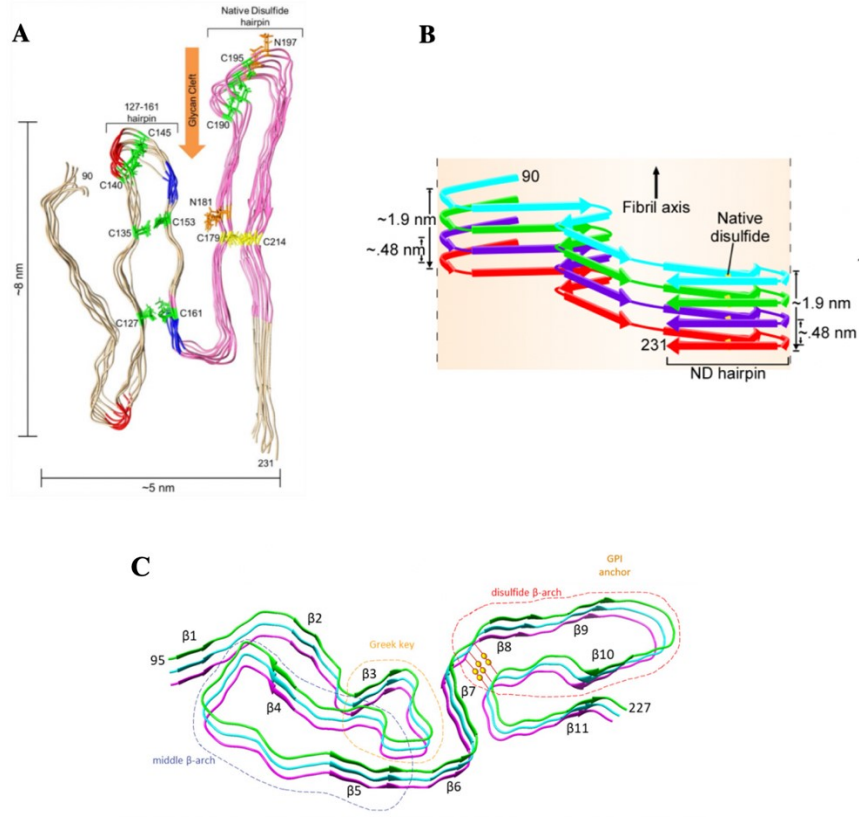 A
Native Disulfide
hairpin
N197
C195
Glycan Cleft
127-161
hairpin
C145
C190
90
C140
N181
C135
C153
C179
C214
~8 nm
C127
C161
231
~5 nm
B
90
Fibril axis
Native
disulfide
~1.9 nm
~.48 nm
~1.9 nm
~.48 nm
231
ND hairpin
C
GPI
anchor
disulfide β-arch
β1
β2
Greek key
β8
β9
95
β3
β10
β7
227
β4
β11
middle β-arch
β5
β6